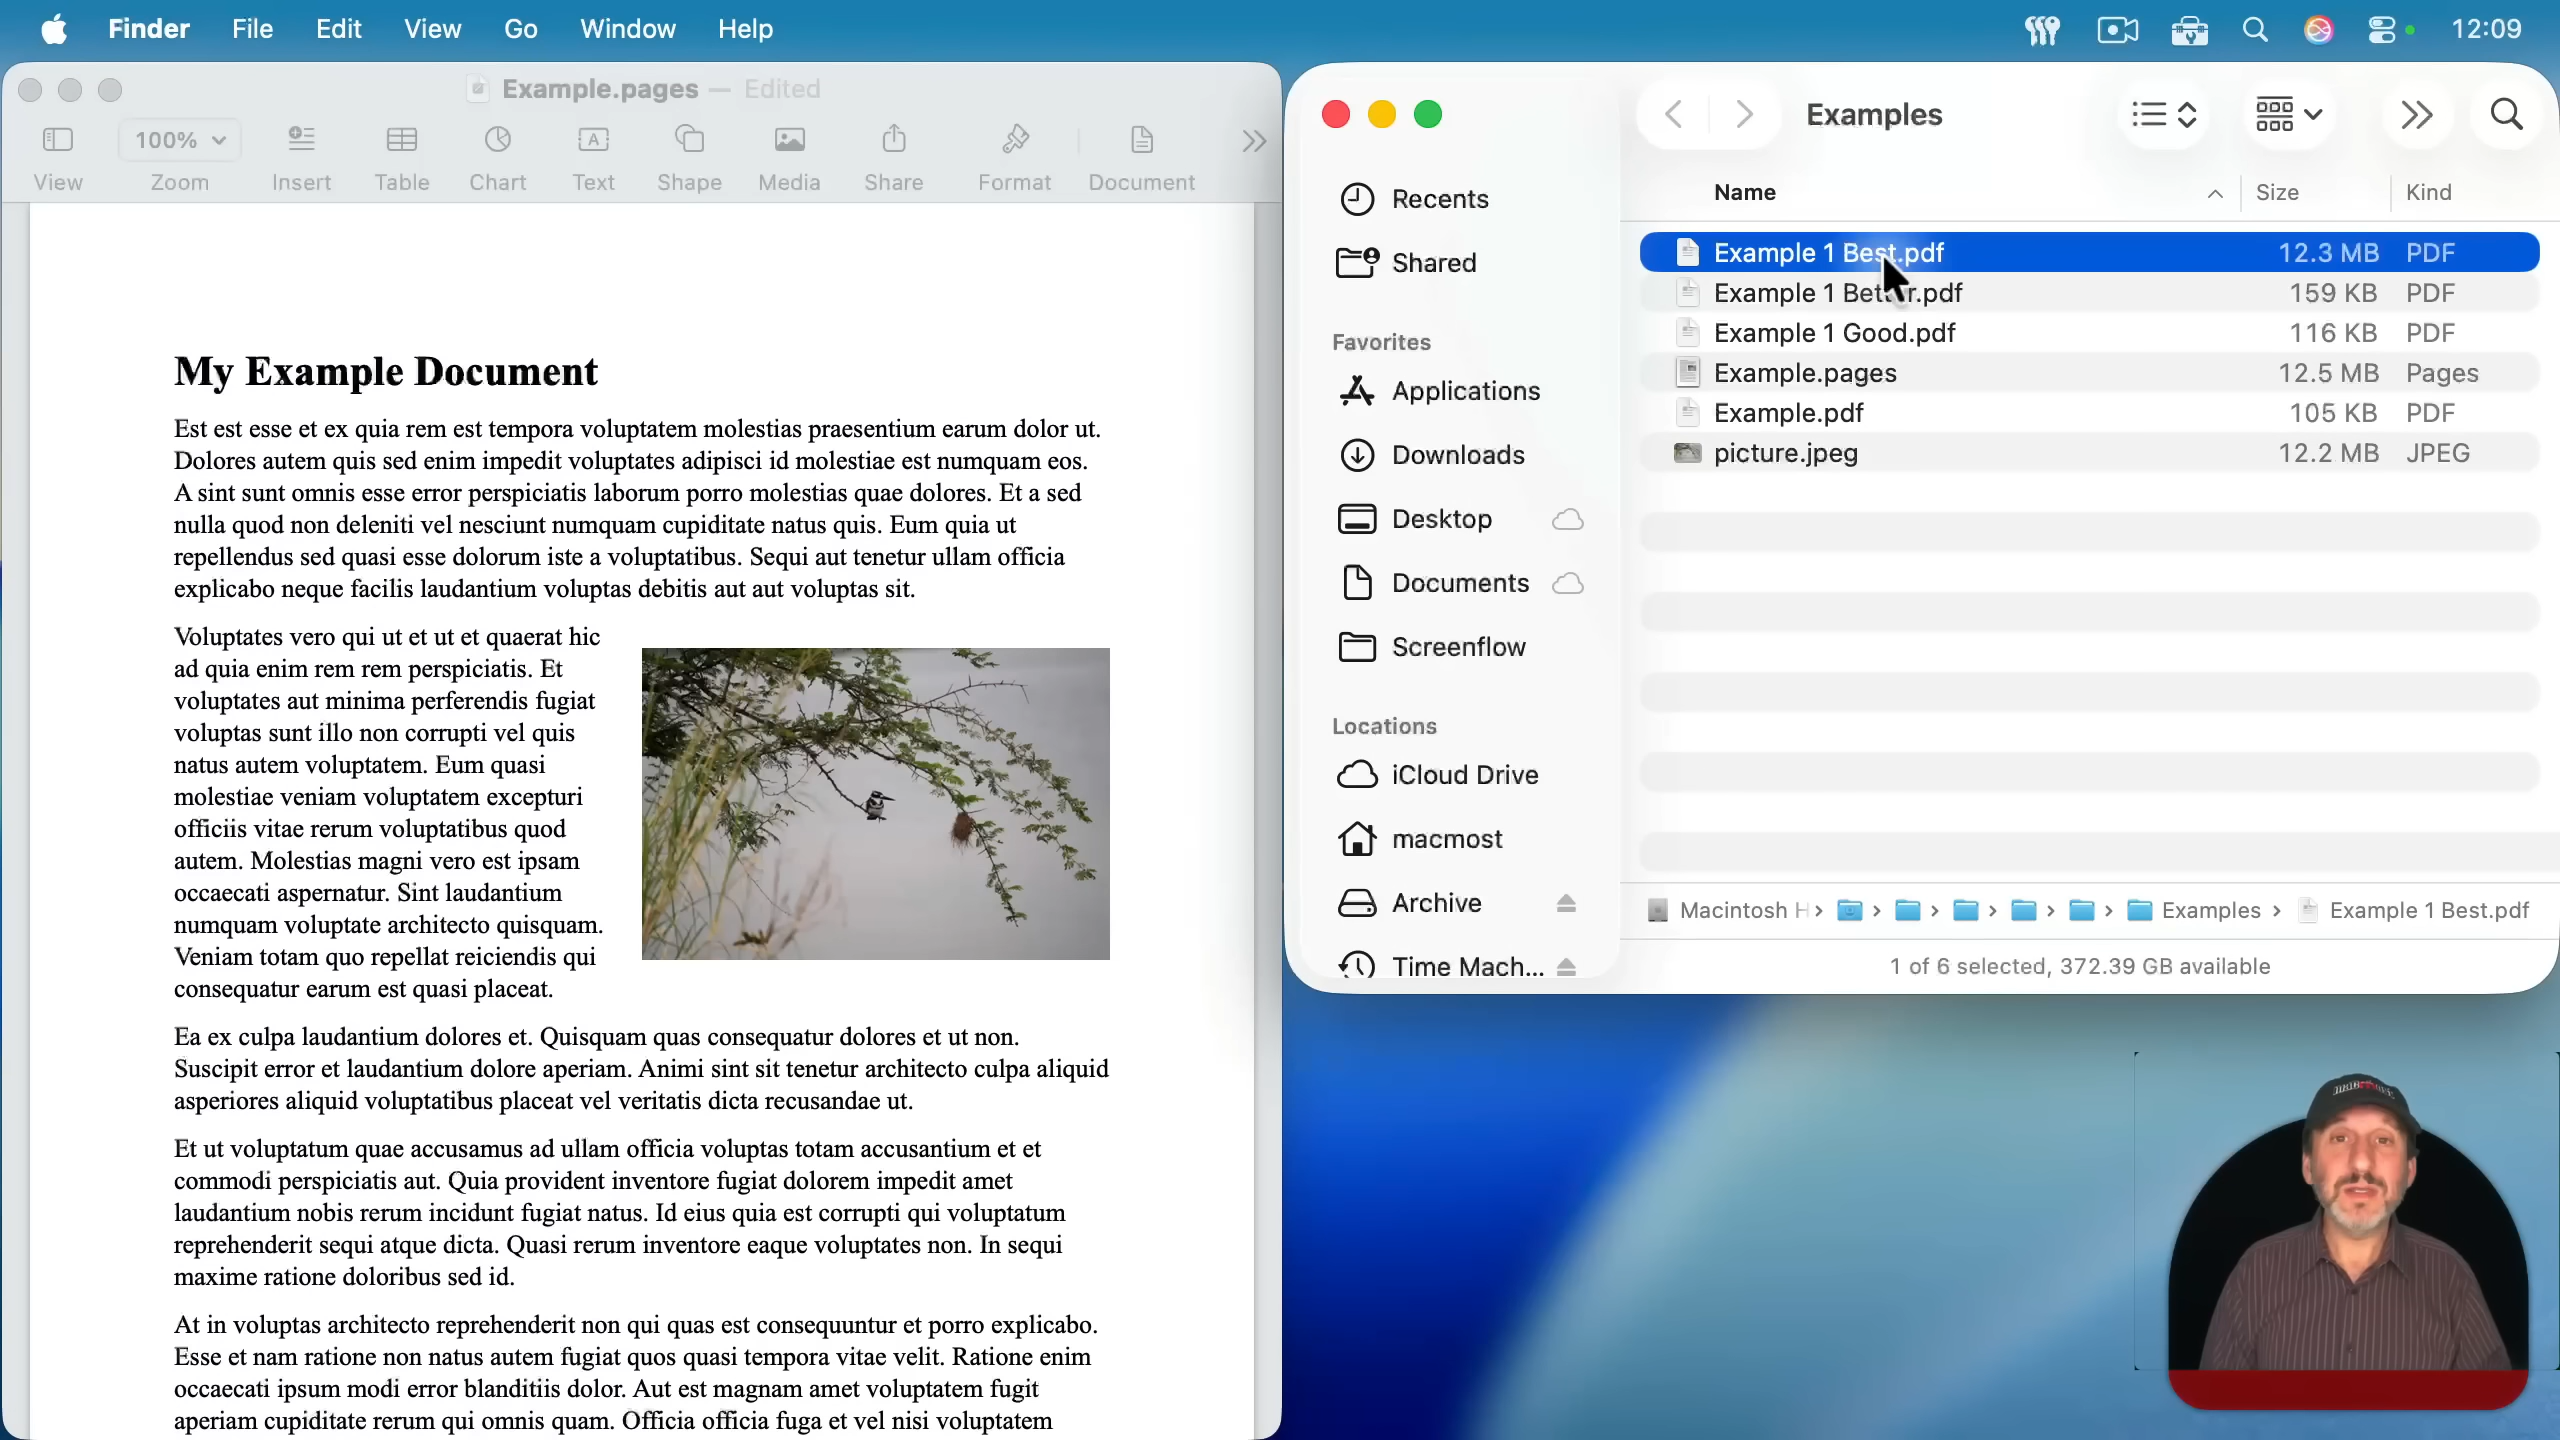 Finder File Edit View Go Window Help 12:09
Example.pages — Edited
100%
View Zoom Insert Table Chart Text Shape Media Share Format Document
My Example Document
Est est esse et ex quia rem est tempora voluptatem molestias praesentium earum dolor ut.
Dolores autem quis sed enim impedit voluptates adipisci id molestiae est numquam eos.
A sint sunt omnis esse error perspiciatis laborum porro molestias quae dolores. Et a sed
nulla quod non deleniti vel nesciunt numquam cupiditate natus quis. Eum quia ut
repellendus sed quasi esse dolorum iste a voluptatibus. Sequi aut tenetur ullam officia
explicabo neque facilis laudantium voluptas debitis aut aut voluptas sit.
Voluptates vero qui ut et ut et quaerat hic
ad quia enim rem rem perspiciatis. Et
voluptates aut minima perferendis fugiat
voluptas sunt illo non corrupti vel quis
natus autem voluptatem. Eum quasi
molestiae veniam voluptatem excepturi
officiis vitae rerum voluptatibus quod
autem. Molestias magni vero est ipsam
occaecati aspernatur. Sint laudantium
numquam voluptate architecto quisquam.
Veniam totam quo repellat reiciendis qui
consequatur earum est quasi placeat.
Ea ex culpa laudantium dolores et. Quisquam quas consequatur dolores et ut non.
Suscipit error et laudantium dolore aperiam. Animi sint sit tenetur architecto culpa aliquid
asperiores aliquid voluptatibus placeat vel veritatis dicta recusandae ut.
Et ut voluptatum quae accusamus ad ullam officia voluptas totam accusantium et et
commodi perspiciatis aut. Quia provident inventore fugiat dolorem impedit amet
laudantium nobis rerum incidunt fugiat natus. Id eius quia est corrupti qui voluptatum
reprehenderit sequi atque dicta. Quasi rerum inventore eaque voluptates non. In sequi
maxime ratione doloribus sed id.
At in voluptas architecto reprehenderit non qui quas est consequuntur et porro explicabo.
Esse et nam ratione non natus autem fugiat quos quasi tempora vitae velit. Ratione enim
occaecati ipsum modi error blanditiis dolor. Aut est magnam amet voluptatem fugit
aperiam cupiditate rerum qui omnis quam. Officia officia fuga et vel nisi voluptatem
Examples
Recents
Shared
Favorites
Applications
Downloads
Desktop
Documents
Screenflow
Locations
iCloud Drive
macmost
Archive
Time Mach...
Name Size Kind
Example 1 Best.pdf 12.3 MB PDF
Example 1 Better.pdf 159 KB PDF
Example 1 Good.pdf 116 KB PDF
Example.pages 12.5 MB Pages
Example.pdf 105 KB PDF
picture.jpeg 12.2 MB JPEG
Macintosh H › › › › › › Examples › Example 1 Best.pdf
1 of 6 selected, 372.39 GB available